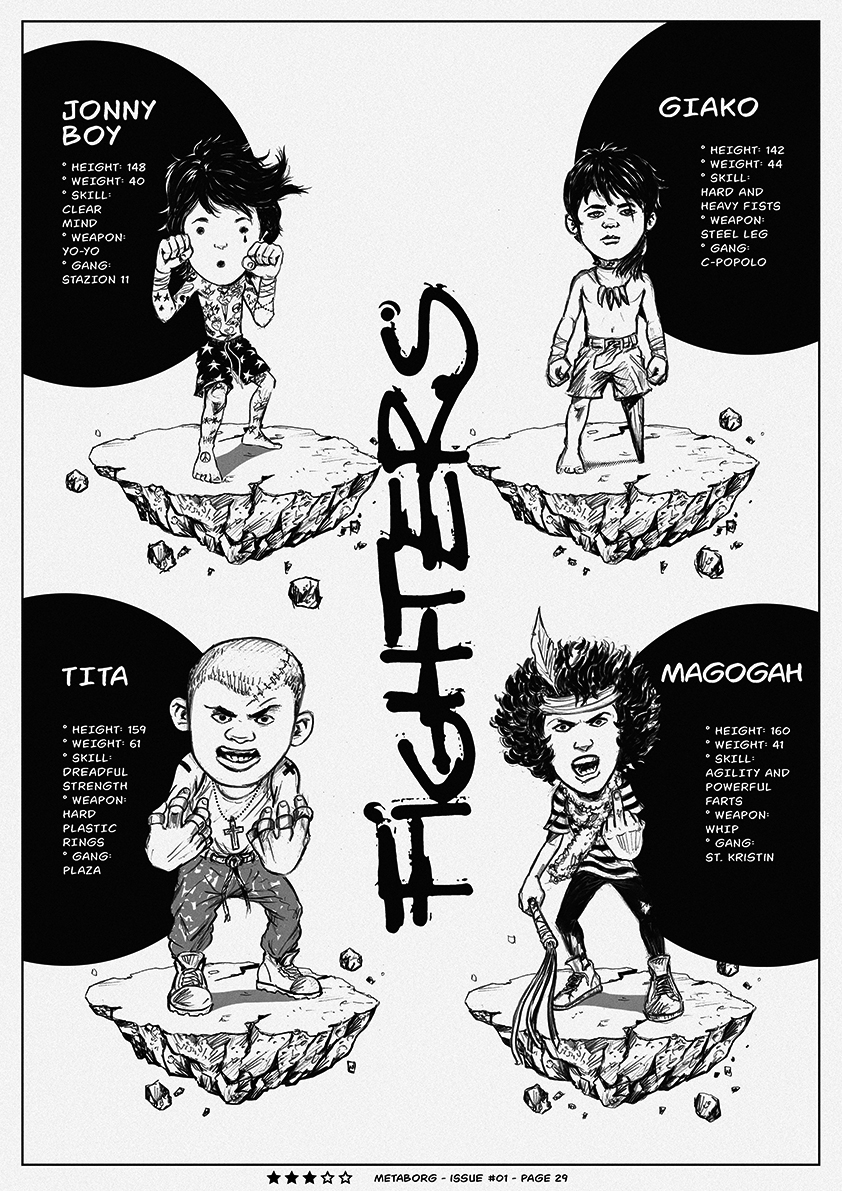 JONNY
BOY
° HEIGHT: 148
° WEIGHT: 40
° SKILL:
CLEAR
MIND
° WEAPON:
YO-YO
° GANG:
STAZION 11
GIAKO
° HEIGHT: 142
° WEIGHT: 44
° SKILL:
HARD AND
HEAVY FISTS
° WEAPON:
STEEL LEG
° GANG:
C-POPOLO
FIGHTERS
TITA
° HEIGHT: 159
° WEIGHT: 61
° SKILL:
DREADFUL
STRENGTH
° WEAPON:
HARD
PLASTIC
RINGS
° GANG:
PLAZA
MAGOGAH
° HEIGHT: 160
° WEIGHT: 41
° SKILL:
AGILITY AND
POWERFUL
FARTS
° WEAPON:
WHIP
° GANG:
ST. KRISTIN
METABORG - ISSUE #01 - PAGE 29